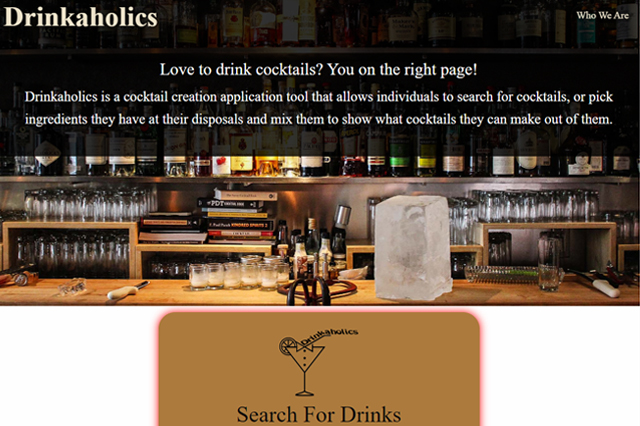 Drinkaholics
Who We Are
Love to drink cocktails? You on the right page!
Drinkaholics is a cocktail creation application tool that allows individuals to search for cocktails, or pick
ingredients they have at their disposals and mix them to show what cocktails they can make out of them.
PDT
Drinkaholics
Search For Drinks